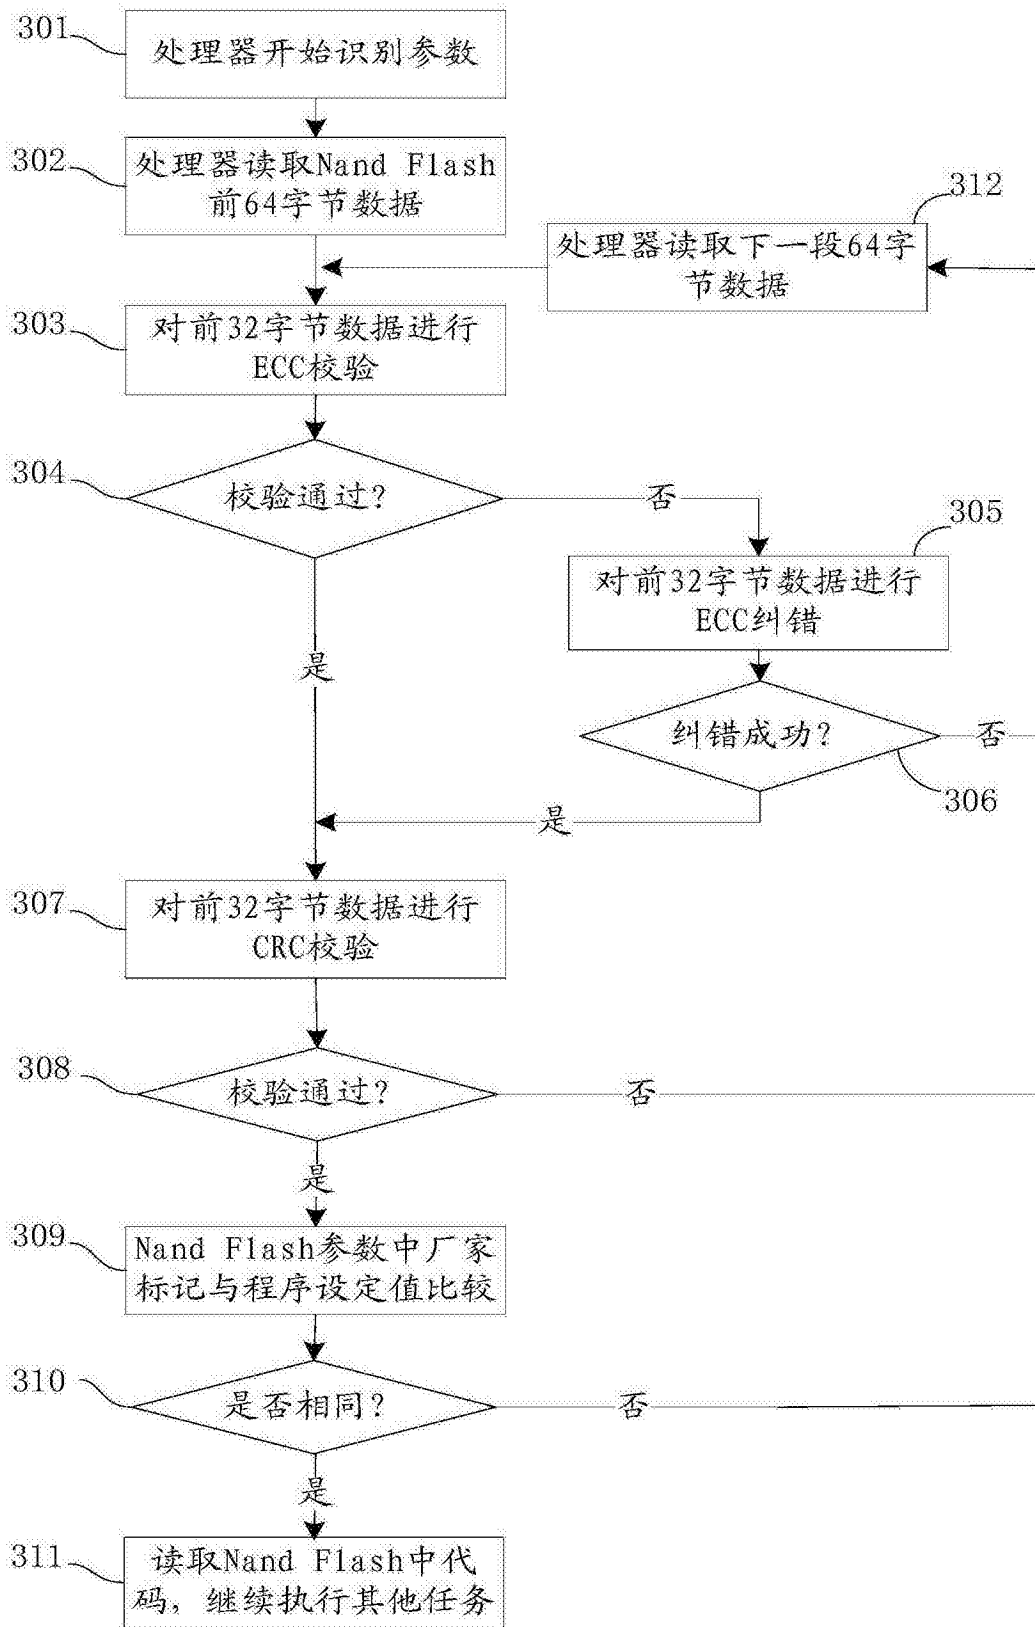 301
处理器开始识别参数
302
处理器读取Nand Flash
前64字节数据
312
处理器读取下一段64字
节数据
303
对前32字节数据进行
ECC校验
304
校验通过?
否
305
对前32字节数据进行
ECC纠错
是
纠错成功?
否
306
是
307
对前32字节数据进行
CRC校验
308
校验通过?
否
是
309
Nand Flash参数中厂家
标记与程序设定值比较
310
是否相同?
否
是
311
读取Nand Flash中代
码，继续执行其他任务